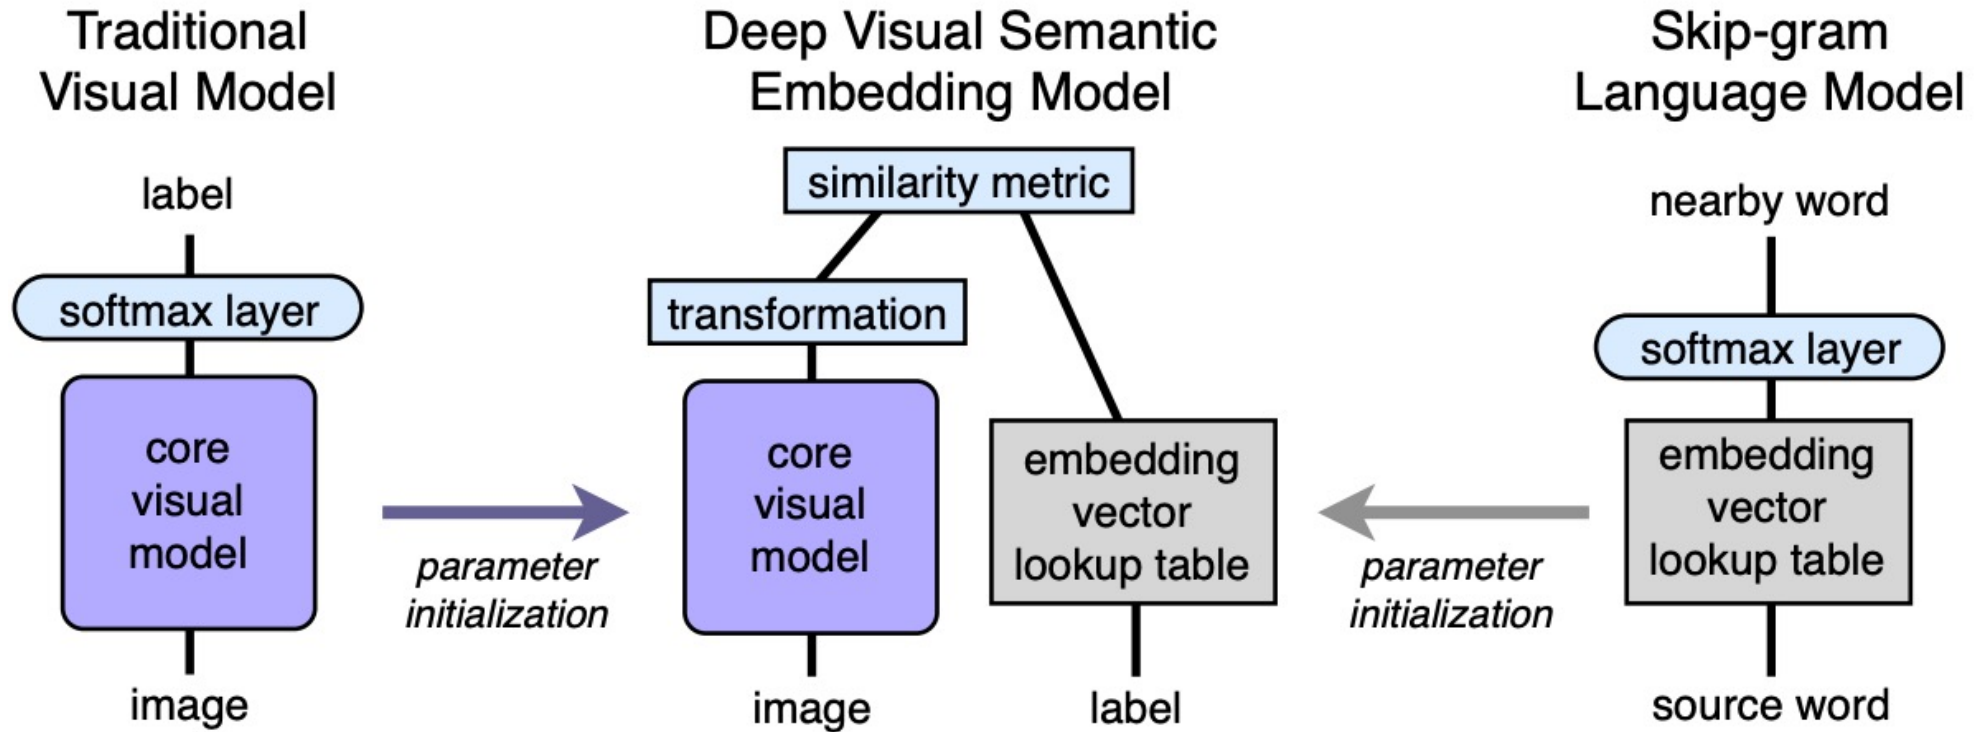 Traditional
Visual Model
label
softmax layer
core
visual
model
image
parameter
initialization
Deep Visual Semantic
Embedding Model
similarity metric
transformation
core
visual
model
image
embedding
vector
lookup table
label
parameter
initialization
Skip-gram
Language Model
nearby word
softmax layer
embedding
vector
lookup table
source word